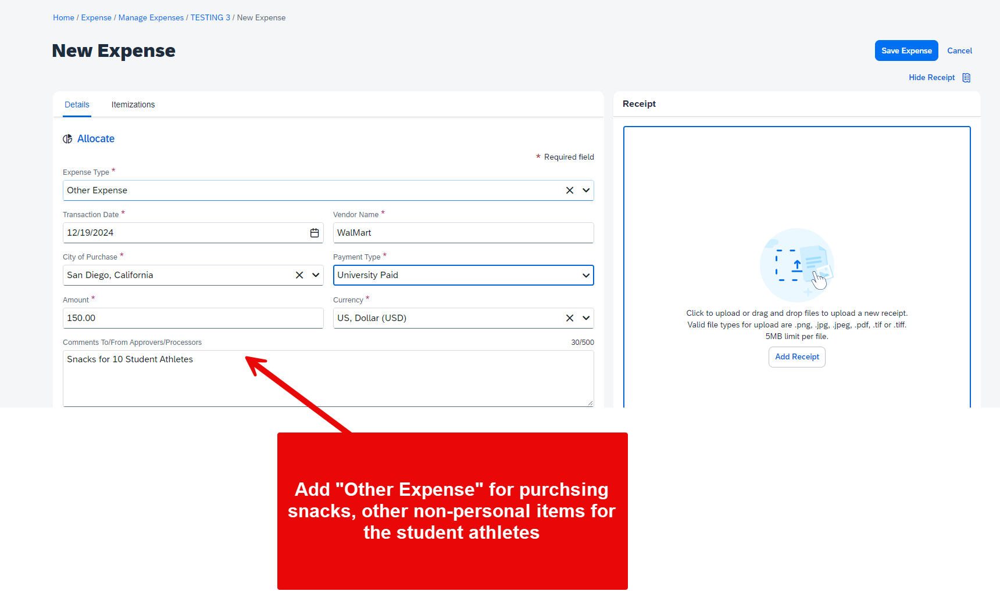 Home / Expense / Manage Expenses / TESTING 3 / New Expense
New Expense
Save Expense
Cancel
Hide Receipt
Details
Itemizations
Allocate
* Required field
Expense Type *
Other Expense
Transaction Date *
12/19/2024
Vendor Name *
WalMart
City of Purchase *
San Diego, California
Payment Type *
University Paid
Amount *
150.00
Currency *
US, Dollar (USD)
Comments To/From Approvers/Processors
30/500
Snacks for 10 Student Athletes
Receipt
Click to upload or drag and drop files to upload a new receipt.
Valid file types for upload are .png, .jpg, .jpeg, .pdf, .tif or .tiff.
5MB limit per file.
Add Receipt
Add "Other Expense" for purchsing
snacks, other non-personal items for
the student athletes